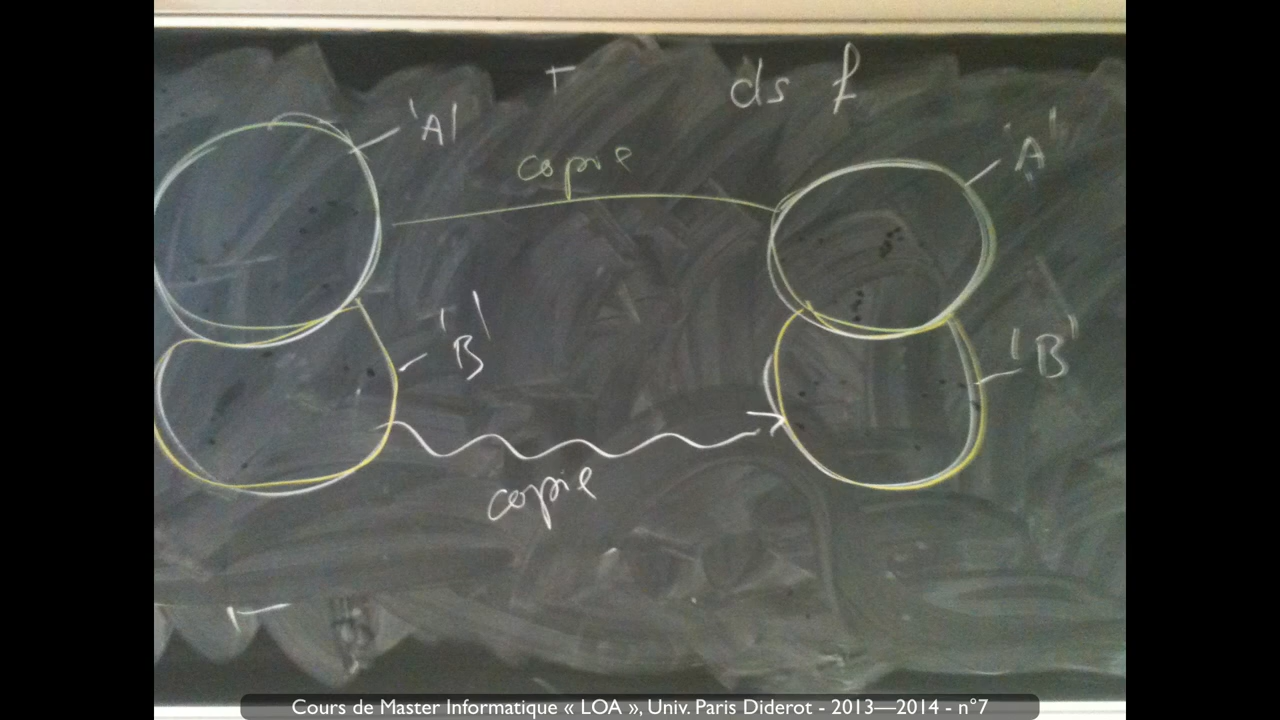 ds f
'A'
copie
'A'
'B'
'B'
copie
Cours de Master Informatique « LOA », Univ. Paris Diderot - 2013—2014 - n°7